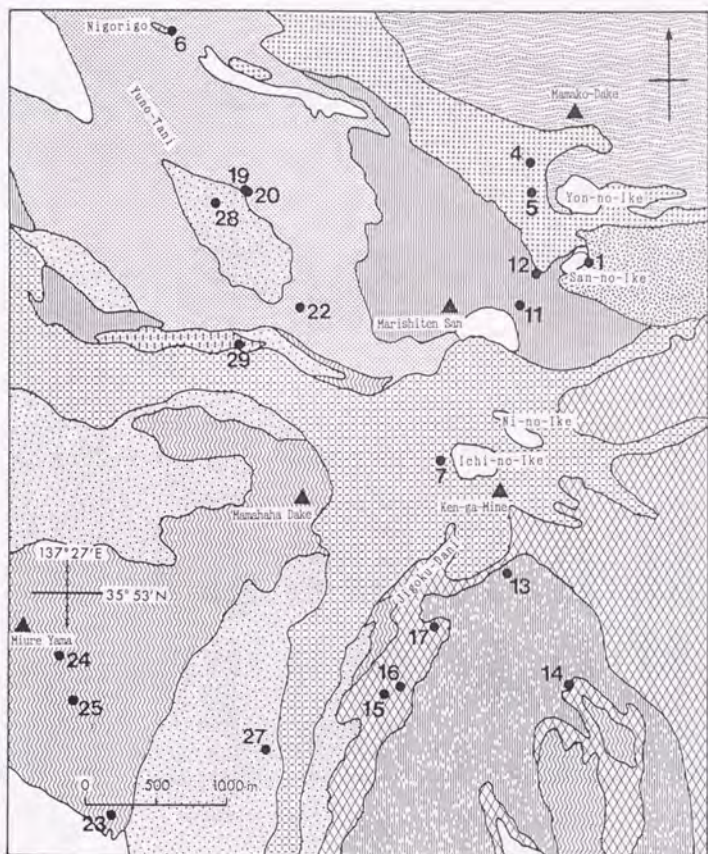 Nigorigo
6
Mamako-Dake
Yuno-Tani
4
19
20
5
28
Yon-no-Ike
12
1
San-no-Ike
22
Marishiten San
11
29
Ni-no-Ike
7
Ichi-no-Ike
Mamahaha Dake
Ken-ga-Mine
137°27'E
35°53'N
Jigoku-Dani
13
Miure Yama
17
24
16
14
25
15
27
0 500 1000m
23